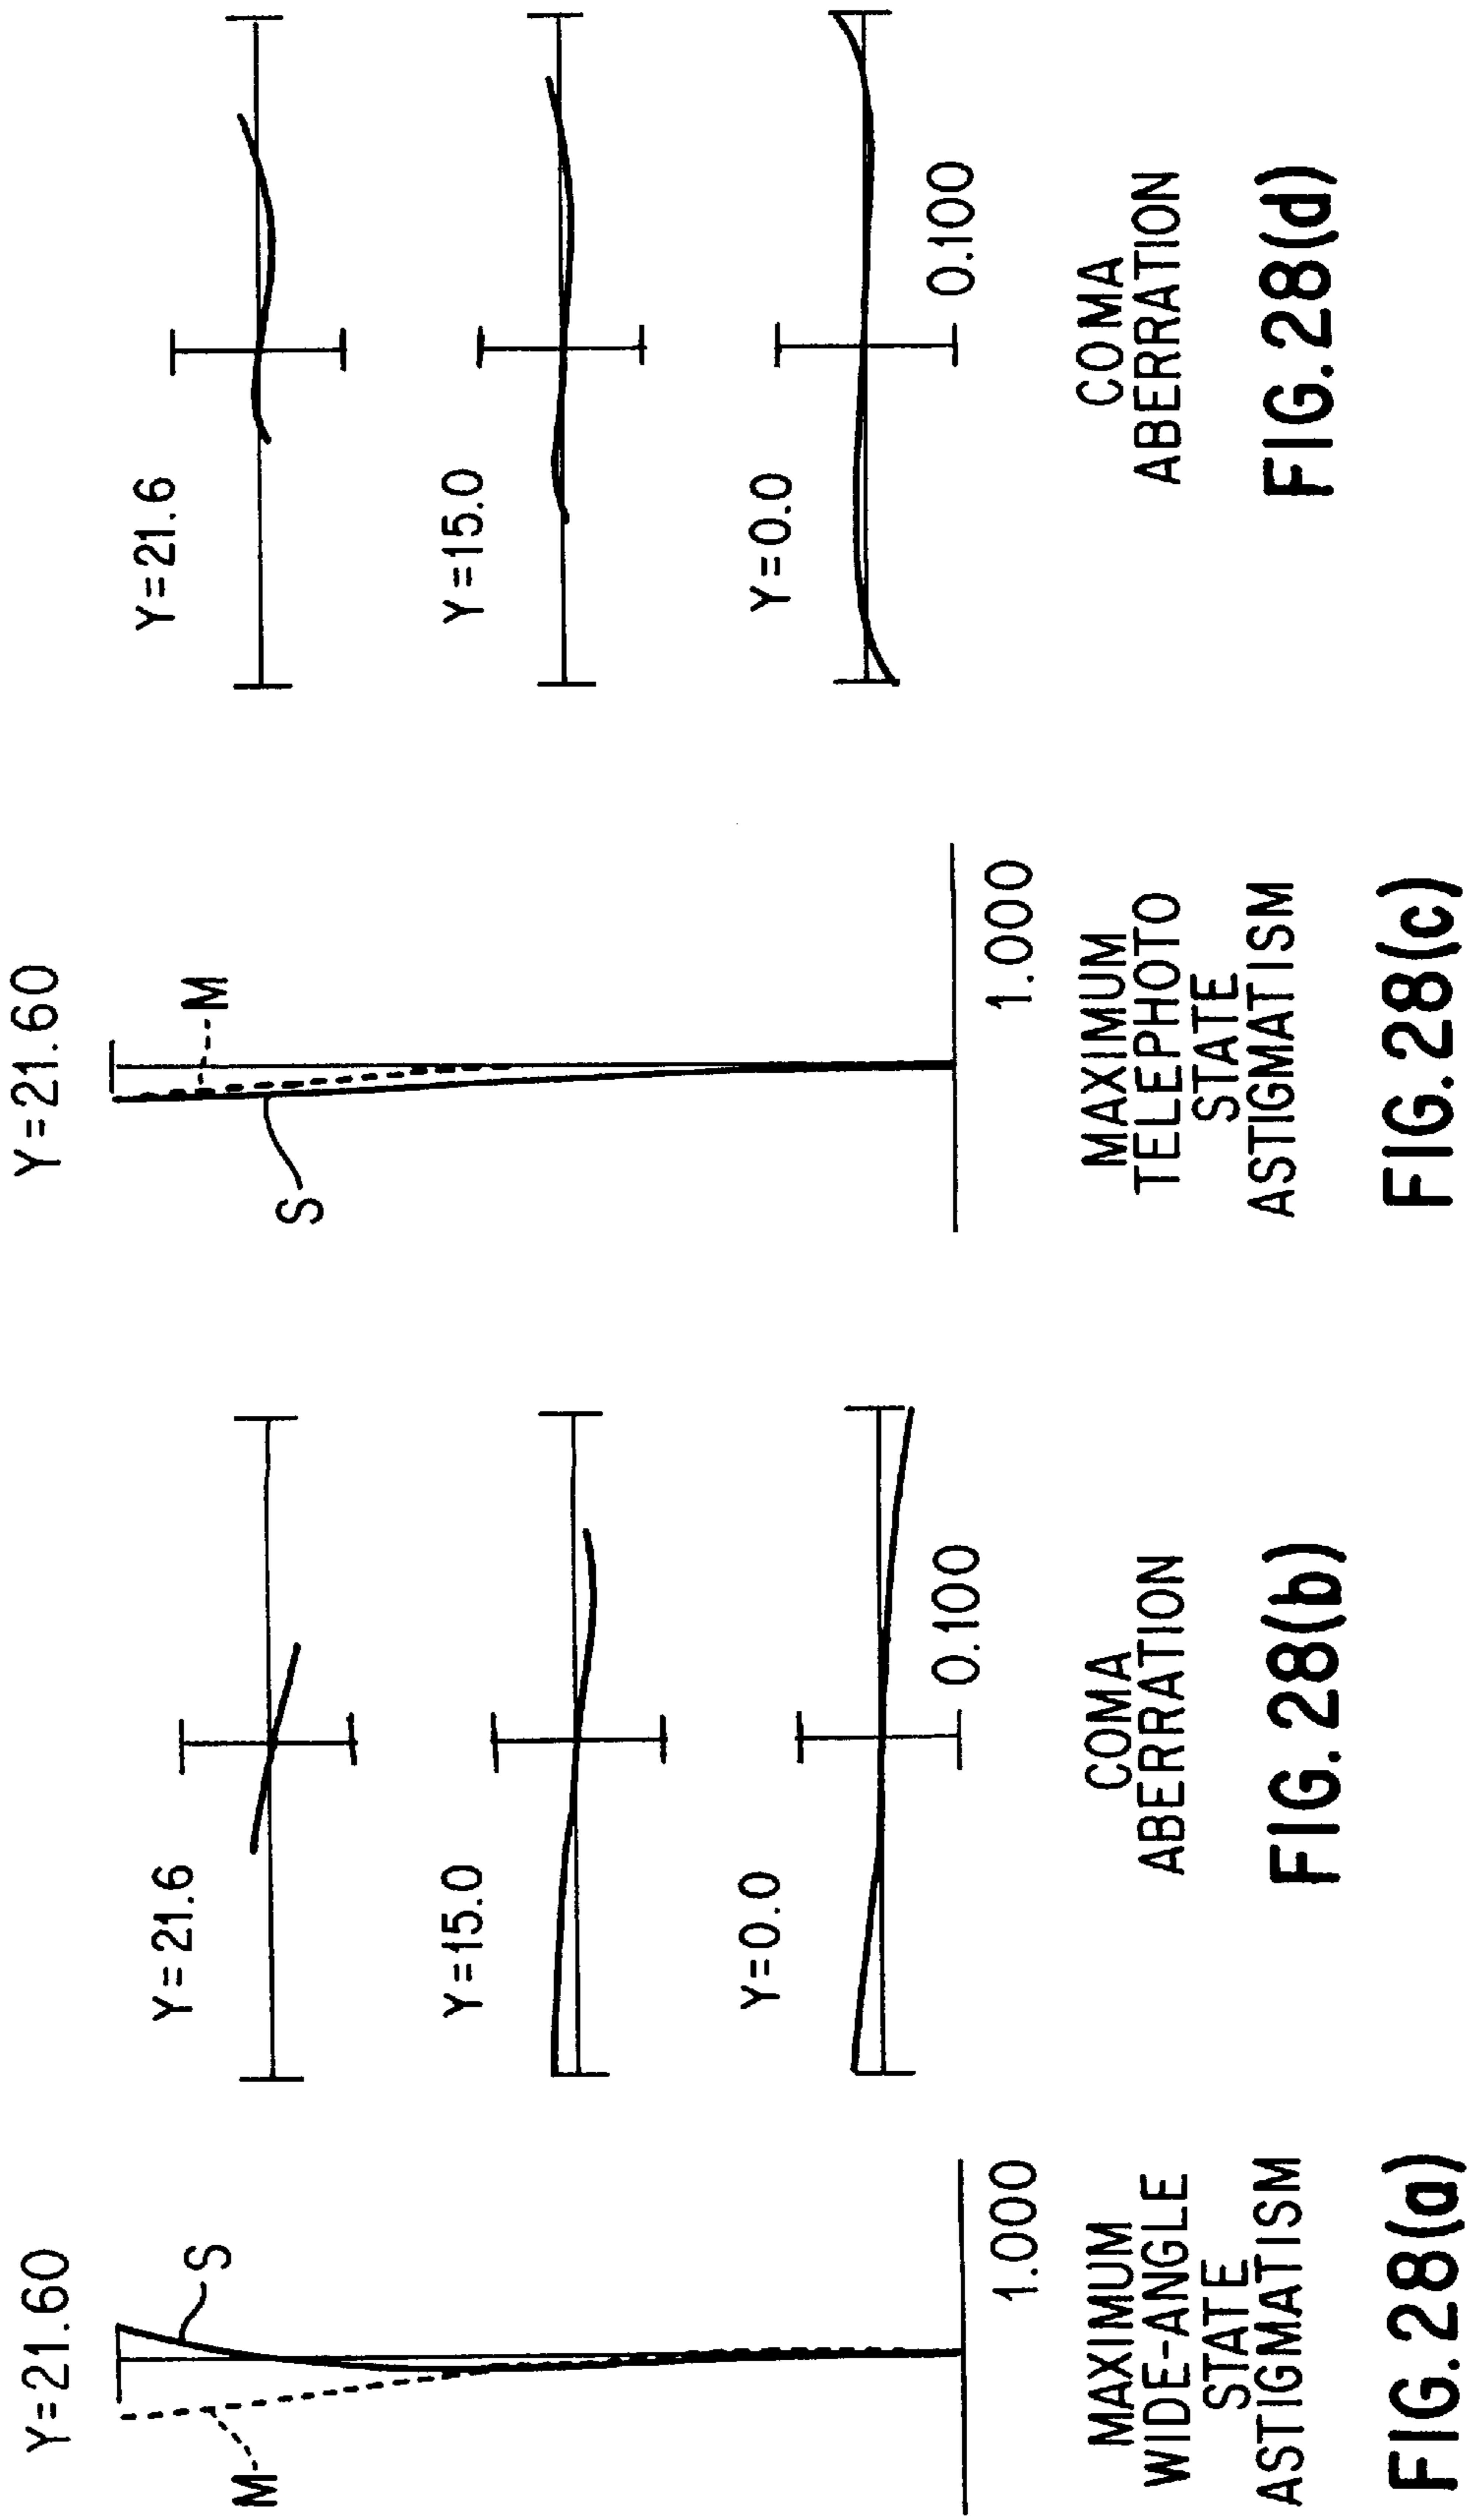 Y=21.60
S
M
1.000
MAXIMUM
WIDE-ANGLE
STATE
ASTIGMATISM
FIG.28(a)
Y=21.6
Y=15.0
Y=0.0
0.100
COMA
ABERRATION
FIG. 28(b)
Y=21.60
M
S
1.000
MAXIMUM
TELEPHOTO
STATE
ASTIGMATISM
FIG.28(c)
Y=21.6
Y=15.0
Y=0.0
0.100
COMA
ABERRATION
FIG.28(d)